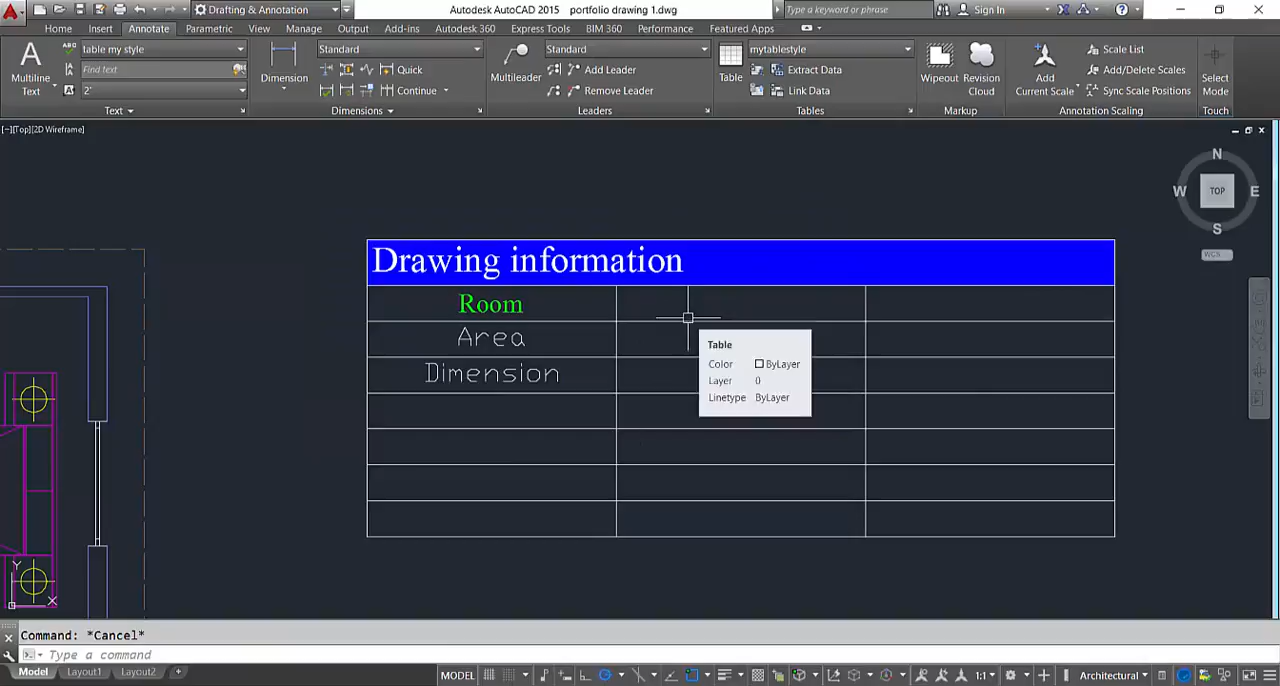 Drafting & Annotation
Autodesk AutoCAD 2015 portfolio drawing 1.dwg
Type a keyword or phrase
Sign In
Home Insert Annotate Parametric View Manage Output Add-ins Autodesk 360 Express Tools BIM 360 Performance Featured Apps
A
Multiline
Text
ABC
table my style
Find text
2'
Text
Dimension
Standard
Quick
Continue
Dimensions
Multileader
Standard
Add Leader
Remove Leader
Leaders
Table
mytablestyle
Extract Data
Link Data
Tables
Wipeout
Revision
Cloud
Markup
Add
Current Scale
Scale List
Add/Delete Scales
Sync Scale Positions
Annotation Scaling
Select
Mode
Touch
[−][Top][2D Wireframe]
N
W TOP E
S
WCS
Drawing information
Room
Area
Dimension
Table
Color ByLayer
Layer 0
Linetype ByLayer
Y
X
Command: *Cancel*
Type a command
Model Layout1 Layout2 +
MODEL
1:1
Architectural